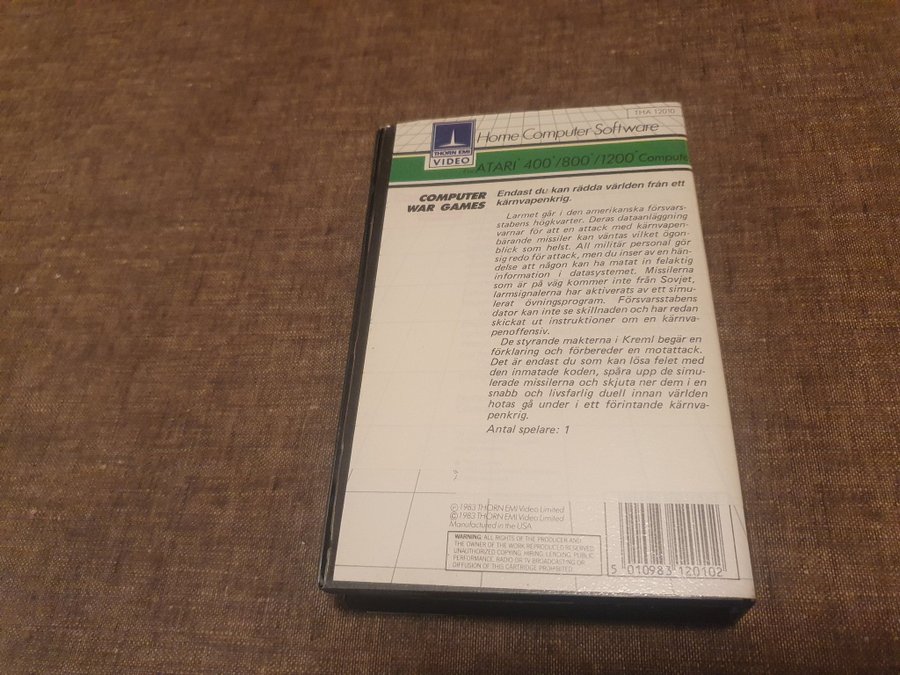 THA 12010
THORN EMI
VIDEO
Home Computer Software
ATARI® 400®/800®/1200® Compute
COMPUTER
WAR GAMES
Endast du kan rädda världen från ett
kärnvapenkrig.
Larmet går i den amerikanska försvars-
stabens högkvarter. Deras dataanläggning
varnar för att en attack med kärnvapen-
bärande missiler kan väntas vilket ögon-
blick som helst. All militär personal gör
sig redo för attack, men du inser av en hän-
delse att någon kan ha matat in felaktig
information i datasystemet. Missilerna
som är på väg kommer inte från Sovjet,
larmsignalerna har aktiverats av ett simu-
lerat övningsprogram. Försvarsstabens
dator kan inte se skillnaden och har redan
skickat ut instruktioner om en kärnva-
penoffensiv.
De styrande makterna i Kreml begär en
förklaring och förbereder en motattack.
Det är endast du som kan lösa felet med
den inmatade koden, spåra upp de simu-
lerade missilerna och skjuta ner dem i en
snabb och livsfarlig duell innan världen
hotas gå under i ett förintande kärnva-
penkrig.
Antal spelare: 1
℗ 1983 THORN EMI Video Limited
© 1983 THORN EMI Video Limited
Manufactured in the USA
WARNING: ALL RIGHTS OF THE PRODUCER AND
THE OWNER OF THE WORK REPRODUCED RESERVED.
UNAUTHORIZED COPYING, HIRING, LENDING, PUBLIC
PERFORMANCE, RADIO OR TV BROADCASTING OR
DIFFUSION OF THIS CARTRIDGE PROHIBITED
5 010983 120102